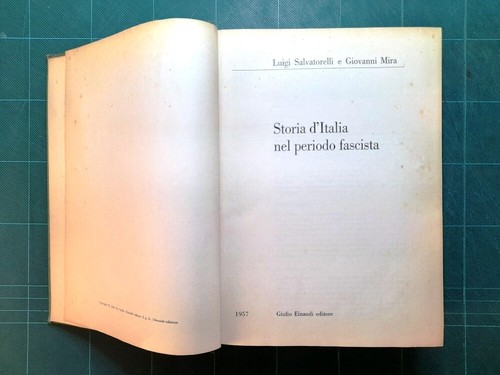 Luigi Salvatorelli e Giovanni Mira
Storia d'Italia
nel periodo fascista
1957 Giulio Einaudi editore